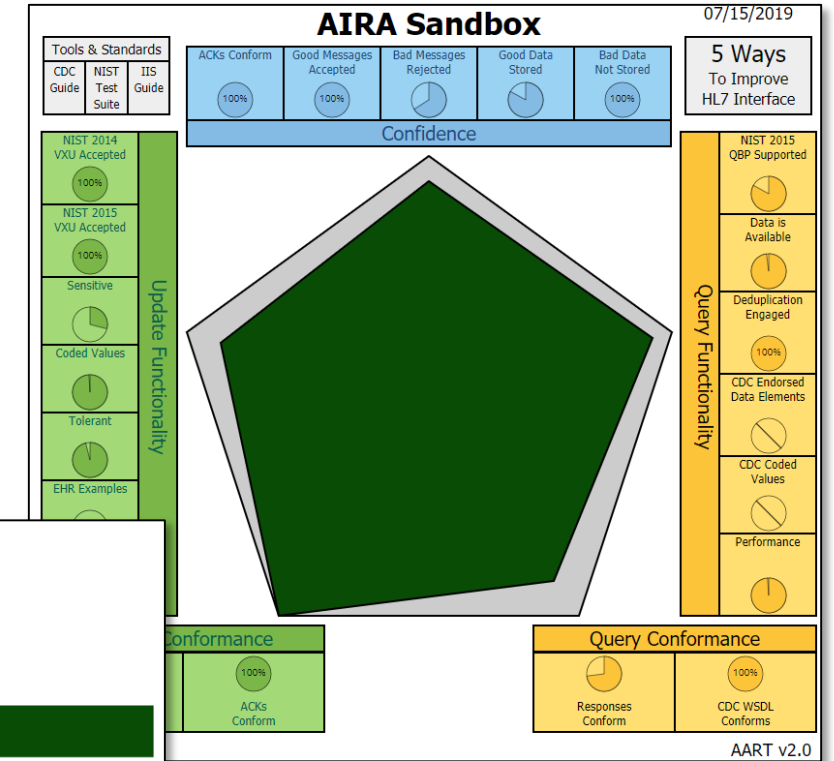 AIRA Sandbox
07/15/2019
Tools & Standards
CDC Guide
NIST Test Suite
IIS Guide
ACKs Conform
100%
Good Messages
Accepted
100%
Bad Messages
Rejected
Good Data
Stored
Bad Data
Not Stored
100%
Confidence
5 Ways
To Improve
HL7 Interface
NIST 2014
VXU Accepted
100%
NIST 2015
VXU Accepted
100%
Sensitive
Coded Values
Tolerant
EHR Examples
Update Functionality
Query Functionality
NIST 2015
QBP Supported
Data is
Available
Deduplication
Engaged
100%
CDC Endorsed
Data Elements
CDC Coded
Values
Performance
Conformance
100%
ACKs
Conform
Query Conformance
Responses
Conform
100%
CDC WSDL
Conforms
AART v2.0